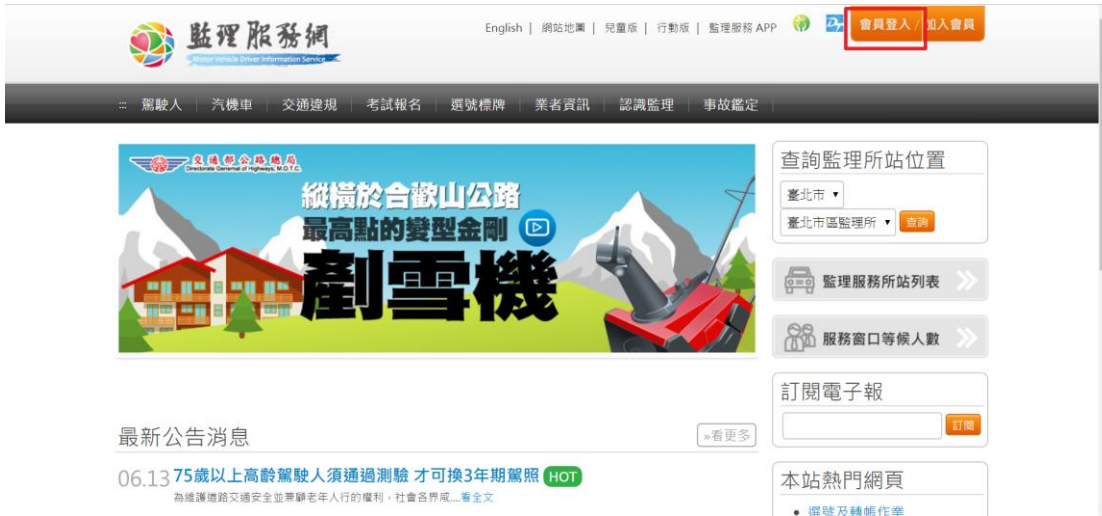 監理服務網
Motor Vehicle Driver Information Service
English | 網站地圖 | 兒童版 | 行動版 | 監理服務 APP
會員登入 / 加入會員
::: 駕駛人 汽機車 交通違規 考試報名 選號標牌 業者資訊 認識監理 事故鑑定
交通部公路總局
Directorate General of Highways, M.O.T.C.
縱橫於合歡山公路
最高點的變型金剛
剷雪機
查詢監理所站位置
臺北市
臺北市區監理所 查詢
監理服務所站列表
服務窗口等候人數
訂閱電子報
訂閱
最新公告消息
»看更多
06.13 75歲以上高齡駕駛人須通過測驗 才可換3年期駕照 HOT
為維護道路交通安全並兼顧老年人行的權利，社會各界咸....看全文
本站熱門網頁
選號及轉帳作業